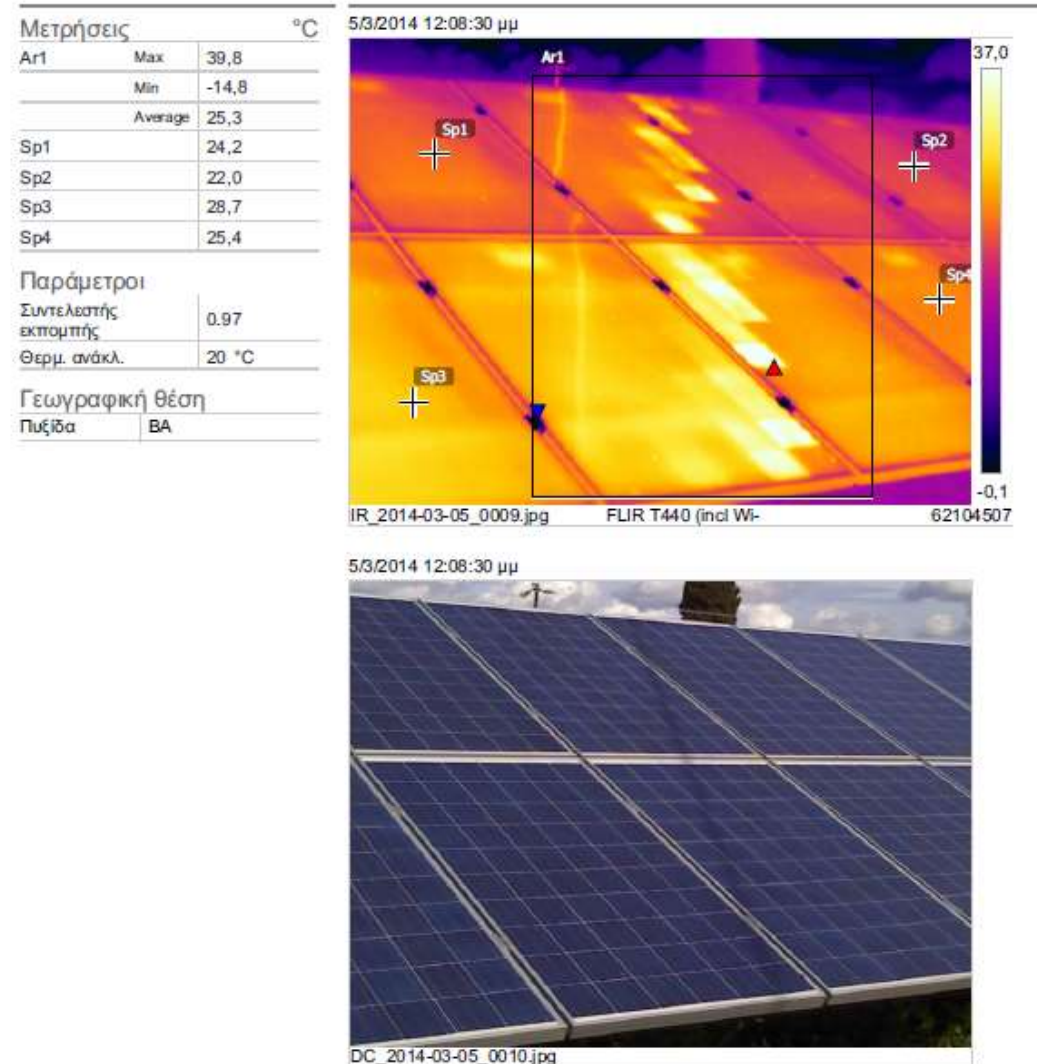 Μετρήσεις °C
Ar1 Max 39,8
Min -14,8
Average 25,3
Sp1 24,2
Sp2 22,0
Sp3 28,7
Sp4 25,4
Παράμετροι
Συντελεστής εκπομπής 0.97
Θερμ. ανάκλ. 20 °C
Γεωγραφική θέση
Πυξίδα ΒΑ
5/3/2014 12:08:30 μμ
Ar1
Sp1
Sp2
Sp4
Sp3
37,0
-0,1
IR_2014-03-05_0009.jpg FLIR T440 (incl Wi- 62104507
5/3/2014 12:08:30 μμ
DC_2014-03-05_0010.jpg